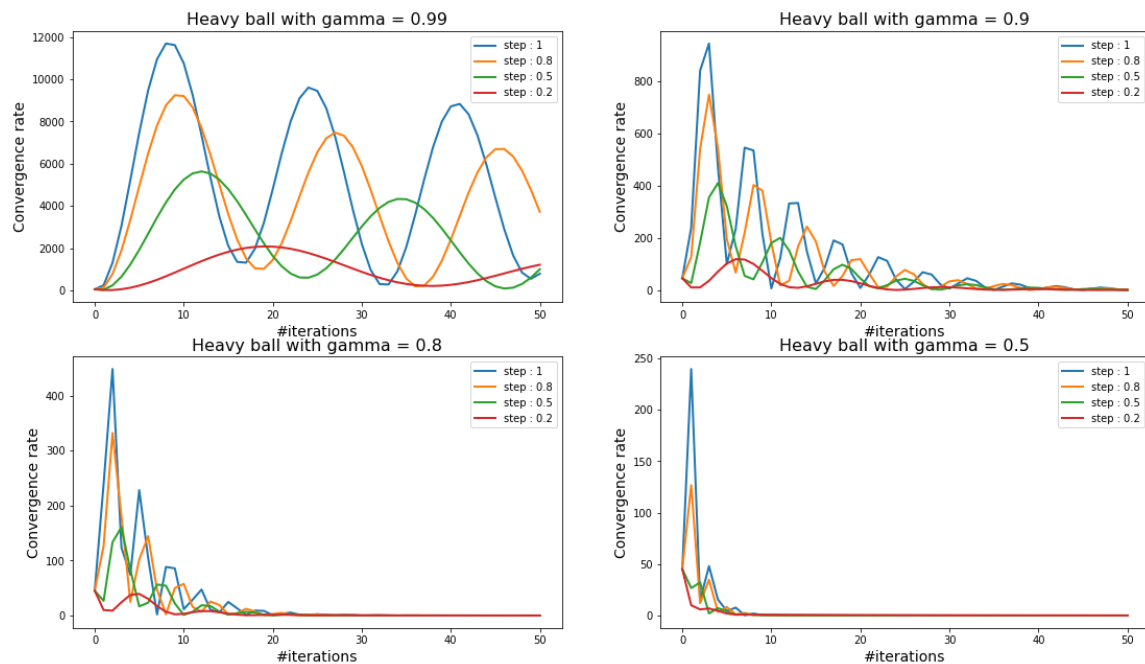 Heavy ball with gamma = 0.99
Convergence rate
12000
10000
8000
6000
4000
2000
0
step : 1
step : 0.8
step : 0.5
step : 0.2
0
10
20
30
40
50
#iterations
Heavy ball with gamma = 0.9
Convergence rate
800
600
400
200
0
step : 1
step : 0.8
step : 0.5
step : 0.2
0
10
20
30
40
50
#iterations
Heavy ball with gamma = 0.8
Convergence rate
400
300
200
100
0
step : 1
step : 0.8
step : 0.5
step : 0.2
0
10
20
30
40
50
#iterations
Heavy ball with gamma = 0.5
Convergence rate
250
200
150
100
50
0
step : 1
step : 0.8
step : 0.5
step : 0.2
0
10
20
30
40
50
#iterations